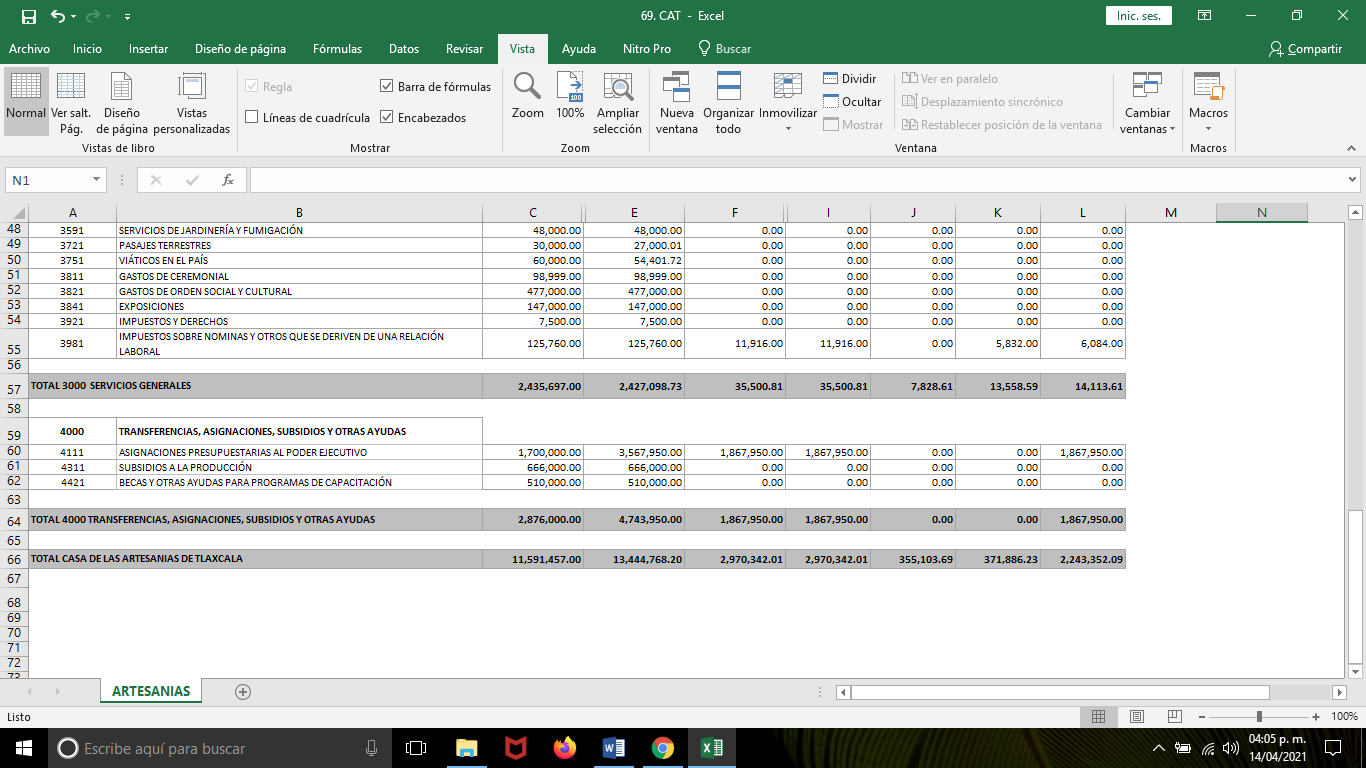 69. CAT - Excel
Inic. ses.
Archivo Inicio Insertar Diseño de página Fórmulas Datos Revisar Vista Ayuda Nitro Pro Buscar Compartir
Normal Ver salt. Pág. Diseño de página Vistas personalizadas
Vistas de libro
Regla Barra de fórmulas
Líneas de cuadrícula Encabezados
Mostrar
Zoom 100% Ampliar selección
Zoom
Nueva ventana Organizar todo Inmovilizar
Dividir
Ocultar
Mostrar
Ver en paralelo
Desplazamiento sincrónico
Restablecer posición de la ventana
Cambiar ventanas
Ventana
Macros
Macros
N1 fx
A B C E F I J K L M N
48 3591 SERVICIOS DE JARDINERÍA Y FUMIGACIÓN 48,000.00 48,000.00 0.00 0.00 0.00 0.00 0.00
49 3721 PASAJES TERRESTRES 30,000.00 27,000.01 0.00 0.00 0.00 0.00 0.00
50 3751 VIÁTICOS EN EL PAÍS 60,000.00 54,401.72 0.00 0.00 0.00 0.00 0.00
51 3811 GASTOS DE CEREMONIAL 98,999.00 98,999.00 0.00 0.00 0.00 0.00 0.00
52 3821 GASTOS DE ORDEN SOCIAL Y CULTURAL 477,000.00 477,000.00 0.00 0.00 0.00 0.00 0.00
53 3841 EXPOSICIONES 147,000.00 147,000.00 0.00 0.00 0.00 0.00 0.00
54 3921 IMPUESTOS Y DERECHOS 7,500.00 7,500.00 0.00 0.00 0.00 0.00 0.00
55 3981 IMPUESTOS SOBRE NOMINAS Y OTROS QUE SE DERIVEN DE UNA RELACIÓN
LABORAL 125,760.00 125,760.00 11,916.00 11,916.00 0.00 5,832.00 6,084.00
56
57 TOTAL 3000 SERVICIOS GENERALES 2,435,697.00 2,427,098.73 35,500.81 35,500.81 7,828.61 13,558.59 14,113.61
58
59 4000 TRANSFERENCIAS, ASIGNACIONES, SUBSIDIOS Y OTRAS AYUDAS
60 4111 ASIGNACIONES PRESUPUESTARIAS AL PODER EJECUTIVO 1,700,000.00 3,567,950.00 1,867,950.00 1,867,950.00 0.00 0.00 1,867,950.00
61 4311 SUBSIDIOS A LA PRODUCCIÓN 666,000.00 666,000.00 0.00 0.00 0.00 0.00 0.00
62 4421 BECAS Y OTRAS AYUDAS PARA PROGRAMAS DE CAPACITACIÓN 510,000.00 510,000.00 0.00 0.00 0.00 0.00 0.00
63
64 TOTAL 4000 TRANSFERENCIAS, ASIGNACIONES, SUBSIDIOS Y OTRAS AYUDAS 2,876,000.00 4,743,950.00 1,867,950.00 1,867,950.00 0.00 0.00 1,867,950.00
65
66 TOTAL CASA DE LAS ARTESANIAS DE TLAXCALA 11,591,457.00 13,444,768.20 2,970,342.01 2,970,342.01 355,103.69 371,886.23 2,243,352.09
67
68
69
70
71
72
73
ARTESANIAS
Listo 100%
Escribe aquí para buscar
04:05 p. m.
14/04/2021